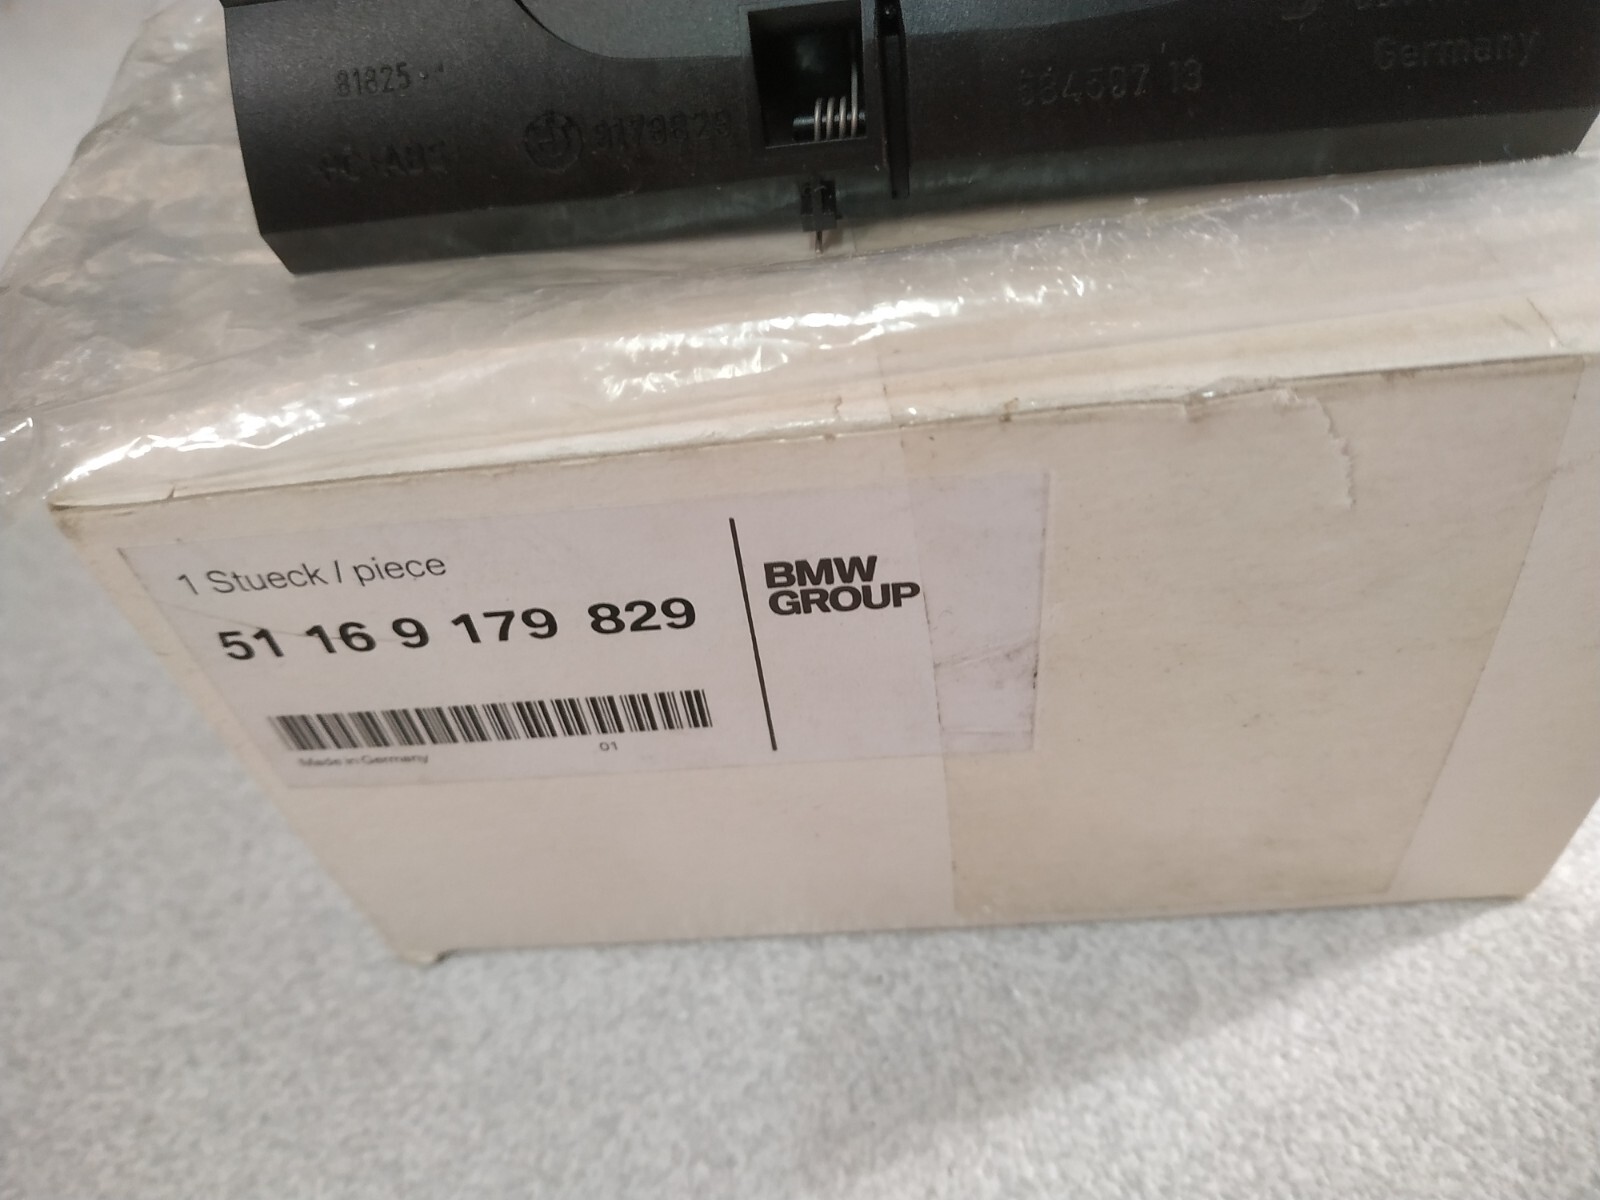 81825
9179829
Germany
1 Stueck / piece
51 16 9 179 829
BMW
GROUP
01
Made in Germany